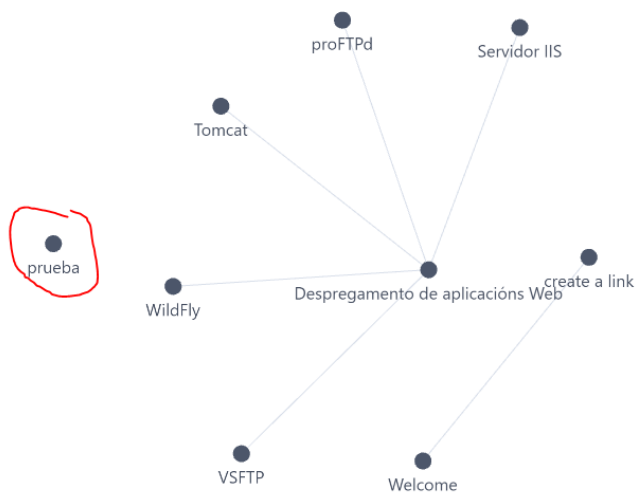 proFTPd
Servidor IIS
Tomcat
prueba
Despregamento de aplicacións Web
create a link
WildFly
VSFTP
Welcome